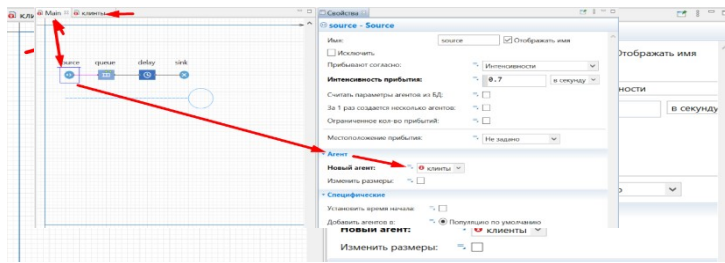 кли
Main
клинты
source
queue
delay
sink
Свойства
source - Source
Имя:
source
Отображать имя
Исключить
Прибывают согласно:
Интенсивности
Интенсивность прибытия:
0.7
в секунду
Считать параметры агентов из БД:
За 1 раз создается несколько агентов:
Ограниченное кол-во прибытий:
Местоположение прибытия:
Не задано
Агент
Новый агент:
клинты
Изменить размеры:
Специфические
Установить время начала
Добавить агентов в:
Популяцию по умолчанию
Отображать имя
ности
в секунду
Новый агент:
клинты
Изменить размеры: